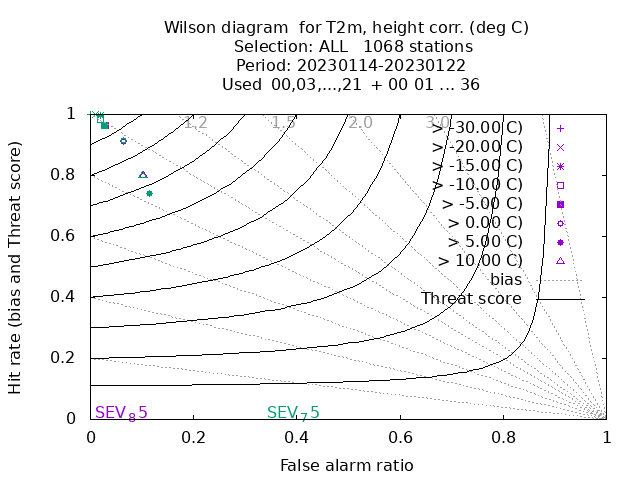 Wilson diagram for T2m, height corr. (deg C)
Selection: ALL 1068 stations
Period: 20230114-20230122
Used 00,03,...,21 + 00 01 ... 36
Hit rate (bias and Threat score)
1
0.8
0.6
0.4
0.2
0
1.2 1.5 2.0 3.0
> -30.00 C)
> -20.00 C)
> -15.00 C)
> -10.00 C)
> -5.00 C)
> 0.00 C)
> 5.00 C)
> 10.00 C)
bias
Threat score
SEV85 SEV75
0 0.2 0.4 0.6 0.8 1
False alarm ratio